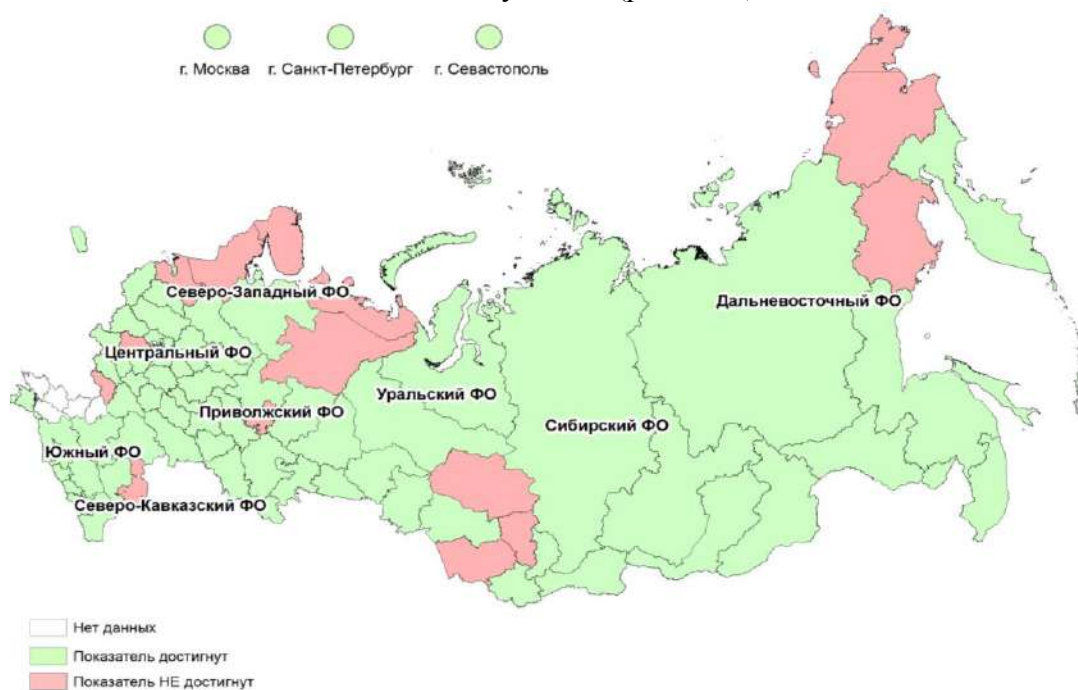 г. Москва г. Санкт-Петербург г. Севастополь
Северо-Западный ФО
Дальневосточный ФО
Центральный ФО
Уральский ФО
Приволжский ФО
Сибирский ФО
Южный ФО
Северо-Кавказский ФО
Нет данных
Показатель достигнут
Показатель НЕ достигнут